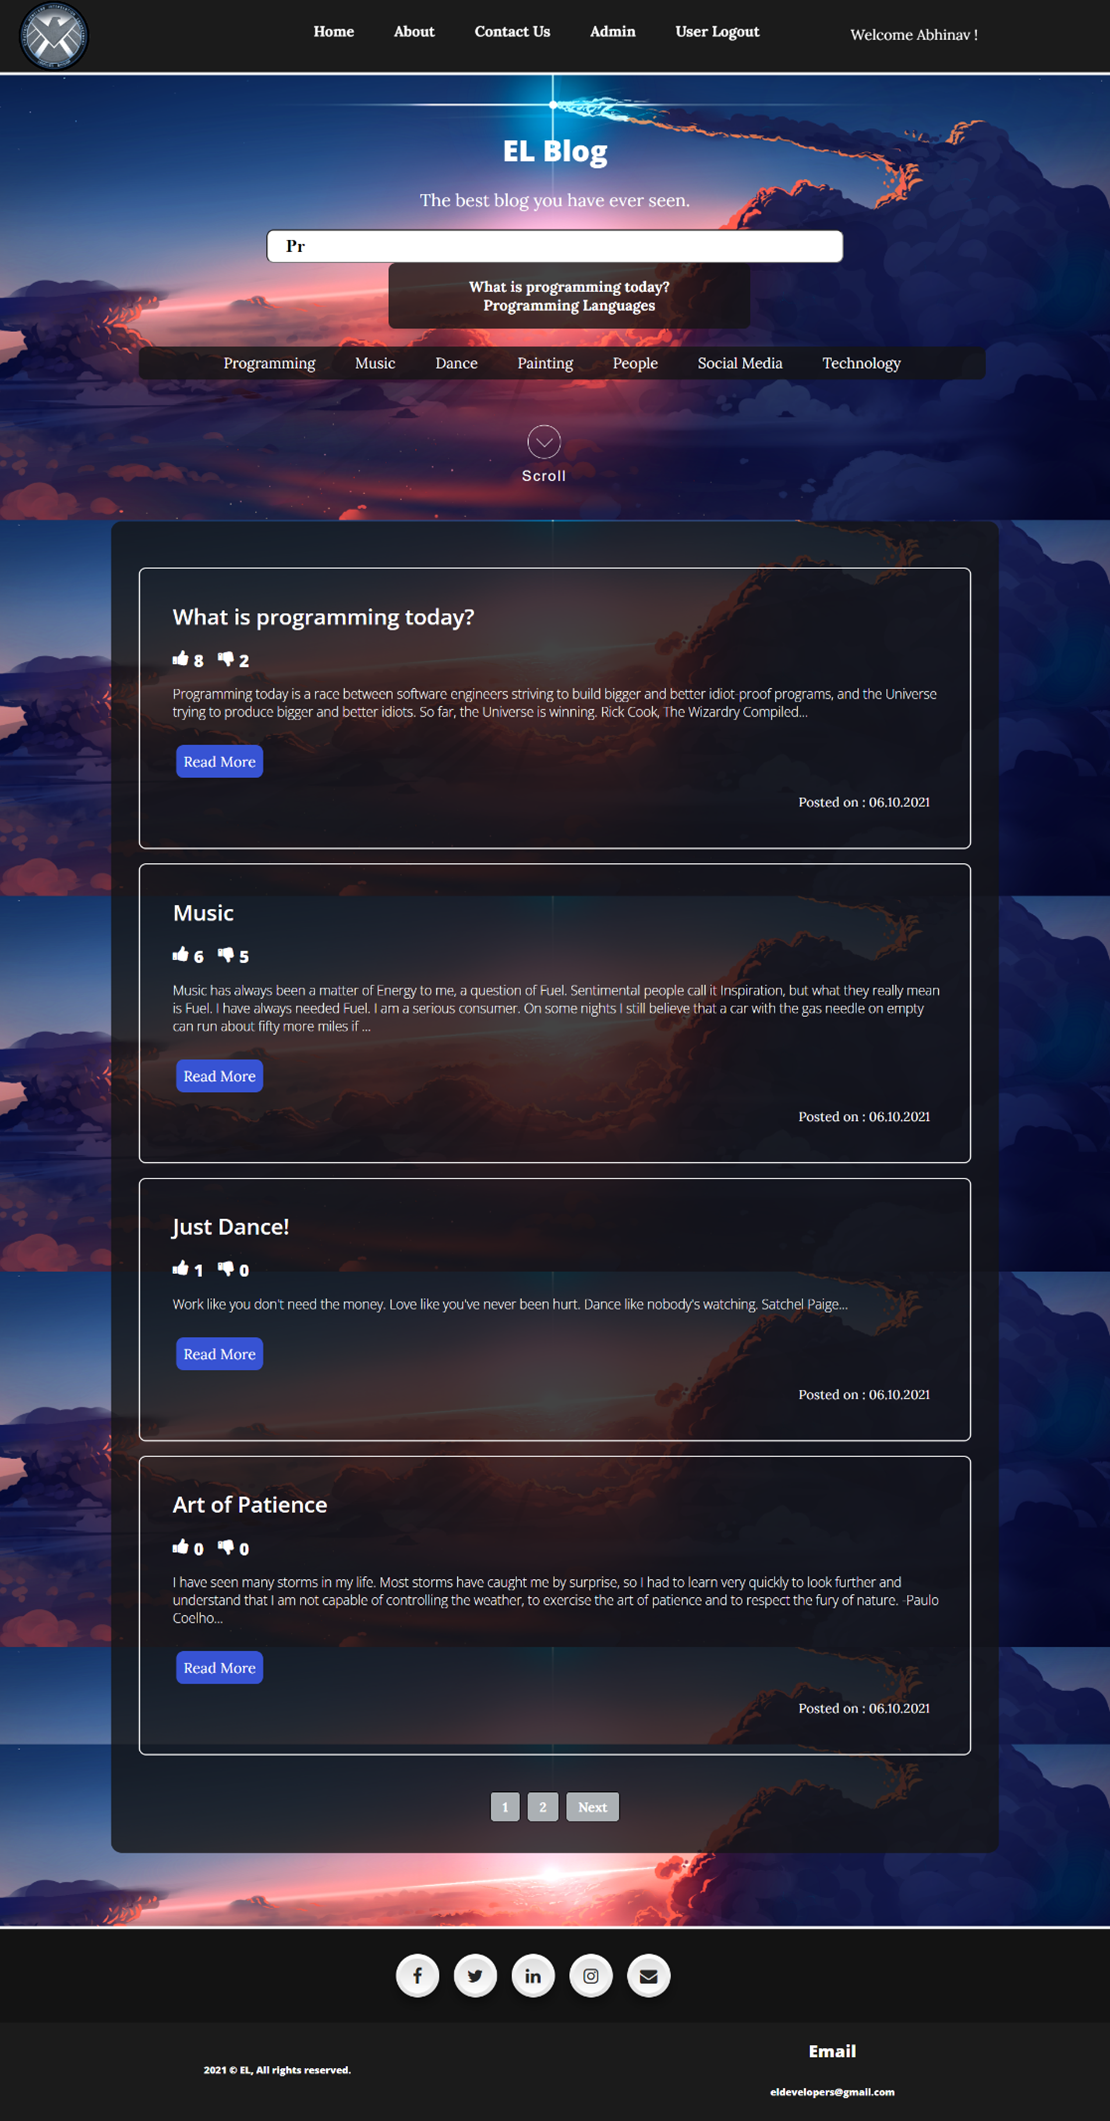 Home About Contact Us Admin User Logout Welcome Abhinav !
EL Blog
The best blog you have ever seen.
Pr
What is programming today?
Programming Languages
Programming Music Dance Painting People Social Media Technology
Scroll
What is programming today?
8 2
Programming today is a race between software engineers striving to build bigger and better idiot-proof programs, and the Universe
trying to produce bigger and better idiots. So far, the Universe is winning. Rick Cook, The Wizardry Compiled...
Read More
Posted on : 06.10.2021
Music
6 5
Music has always been a matter of Energy to me, a question of Fuel. Sentimental people call it Inspiration, but what they really mean
is Fuel. I have always needed Fuel. I am a serious consumer. On some nights I still believe that a car with the gas needle on empty
can run about fifty more miles if ...
Read More
Posted on : 06.10.2021
Just Dance!
1 0
Work like you don't need the money. Love like you've never been hurt. Dance like nobody's watching. Satchel Paige...
Read More
Posted on : 06.10.2021
Art of Patience
0 0
I have seen many storms in my life. Most storms have caught me by surprise, so I had to learn very quickly to look further and
understand that I am not capable of controlling the weather, to exercise the art of patience and to respect the fury of nature. -Paulo
Coelho...
Read More
Posted on : 06.10.2021
1 2 Next
Email
2021 © EL, All rights reserved.
eldevelopers@gmail.com